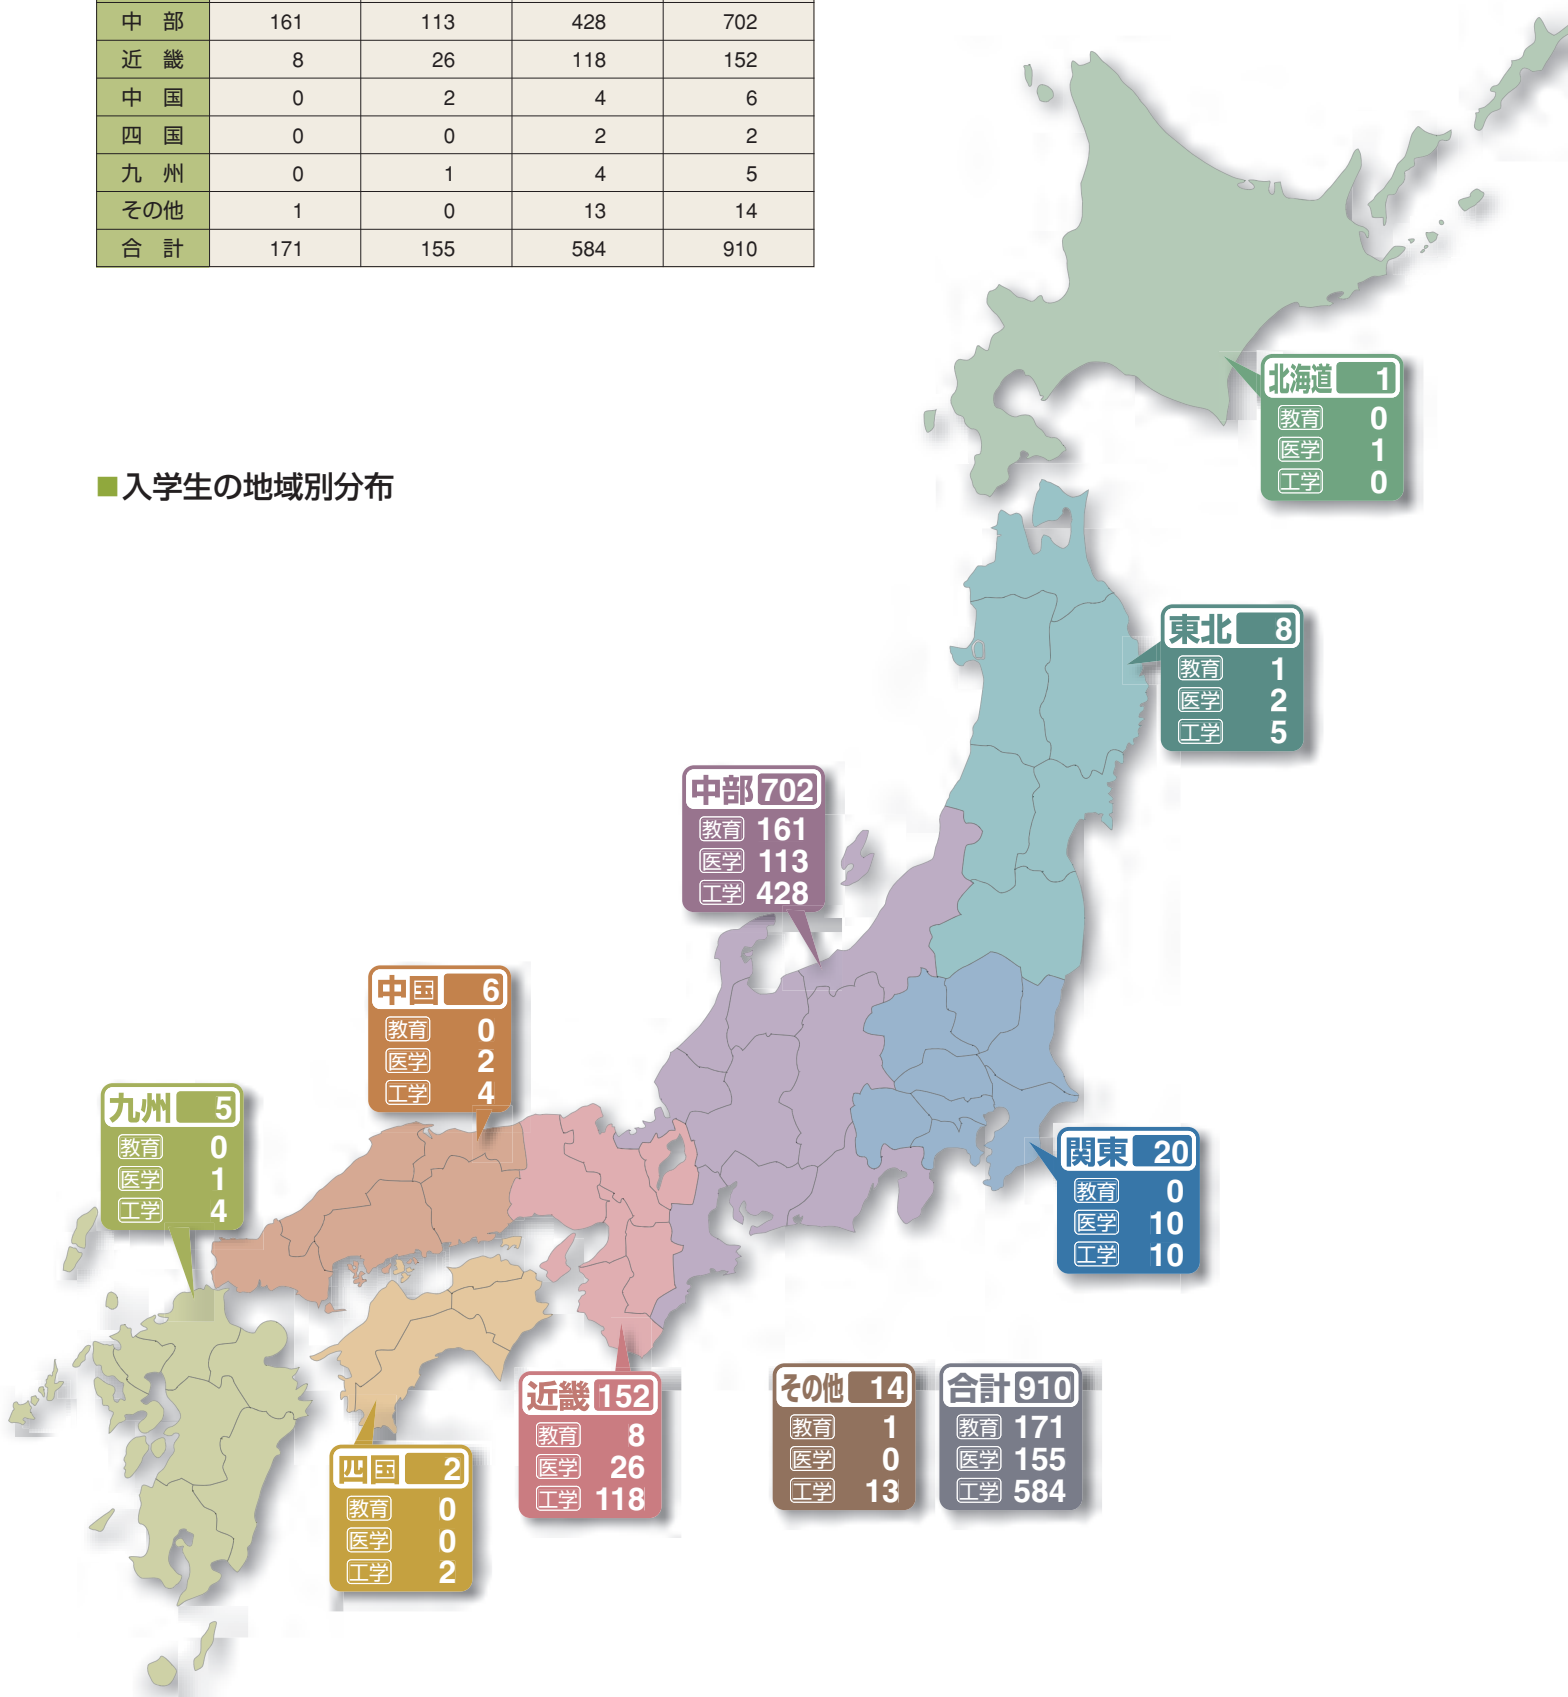 中　部 161 113 428 702
近　畿 8 26 118 152
中　国 0 2 4 6
四　国 0 0 2 2
九　州 0 1 4 5
その他 1 0 13 14
合　計 171 155 584 910
■入学生の地域別分布
北海道 1
教育 0
医学 1
工学 0
東北 8
教育 1
医学 2
工学 5
中部 702
教育 161
医学 113
工学 428
中国 6
教育 0
医学 2
工学 4
九州 5
教育 0
医学 1
工学 4
関東 20
教育 0
医学 10
工学 10
近畿 152
教育 8
医学 26
工学 118
四国 2
教育 0
医学 0
工学 2
その他 14
教育 1
医学 0
工学 13
合計 910
教育 171
医学 155
工学 584